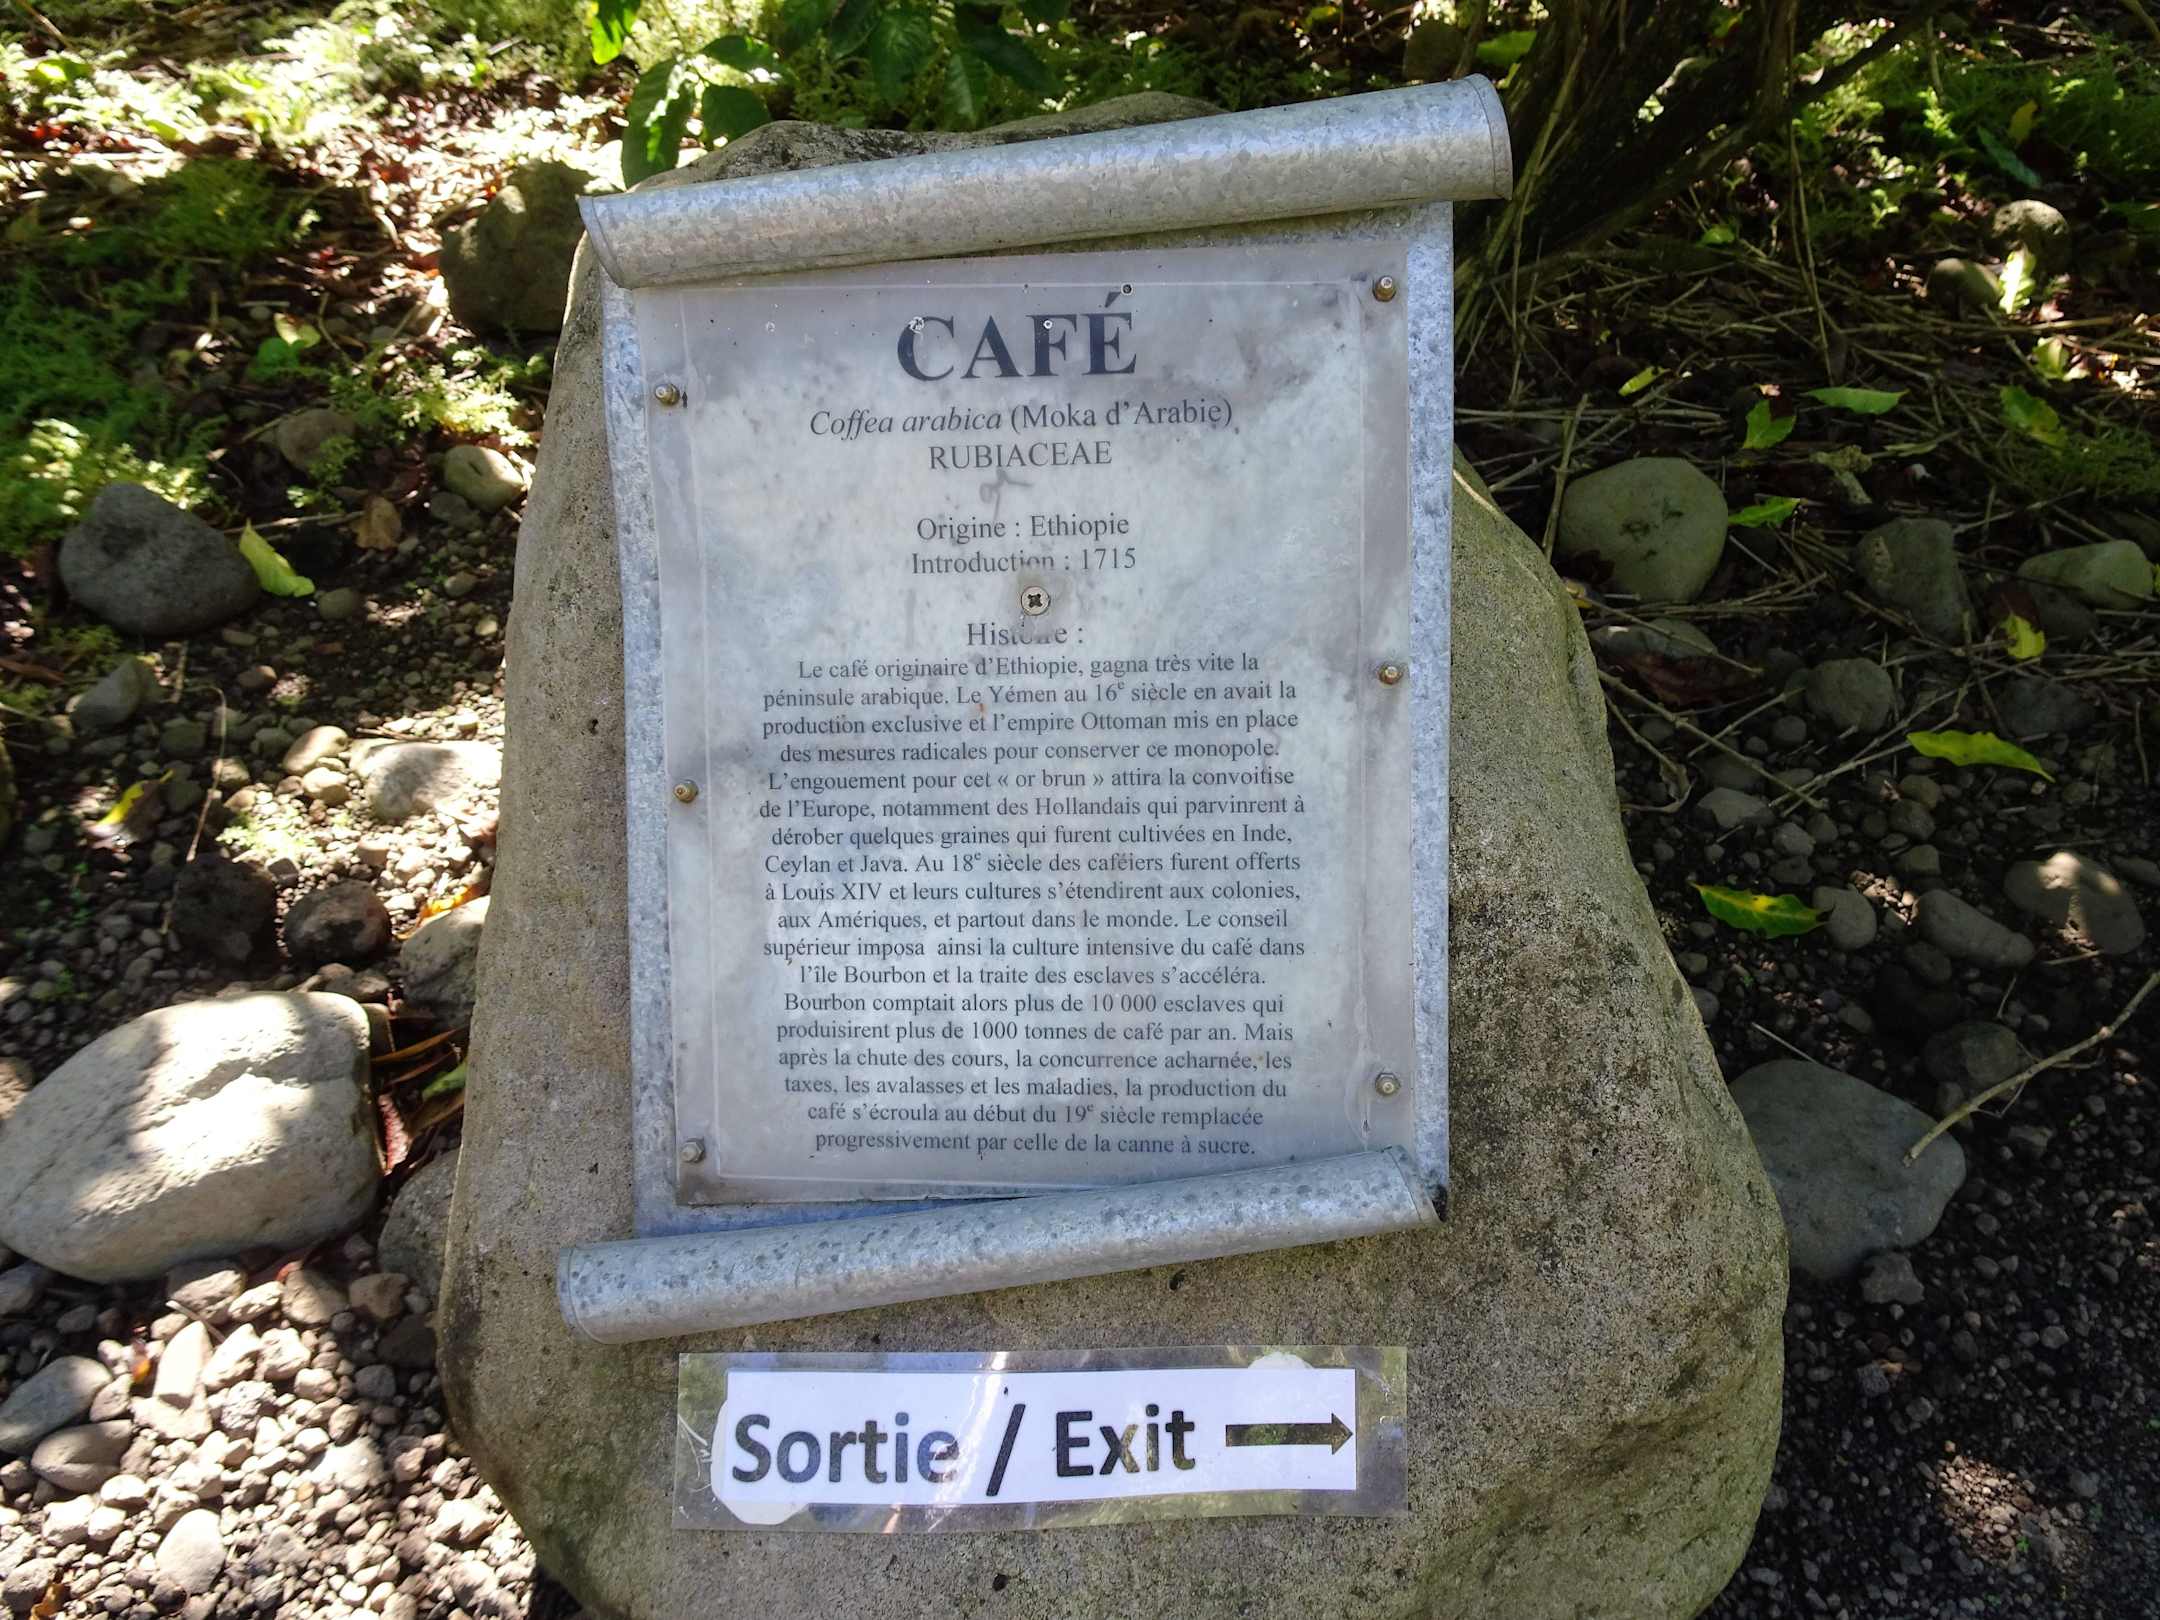 CAFÉ
Coffea arabica (Moka d'Arabie)
RUBIACEAE
Origine : Ethiopie
Introduction : 1715
Histoire :
Le café originaire d'Ethiopie, gagna très vite la
péninsule arabique. Le Yémen au 16e siècle en avait la
production exclusive et l'empire Ottoman mis en place
des mesures radicales pour conserver ce monopole.
L'engouement pour cet « or brun » attira la convoitise
de l'Europe, notamment des Hollandais qui parvinrent à
dérober quelques graines qui furent cultivées en Inde,
Ceylan et Java. Au 18e siècle des caféiers furent offerts
à Louis XIV et leurs cultures s'étendirent aux colonies,
aux Amériques, et partout dans le monde. Le conseil
supérieur imposa ainsi la culture intensive du café dans
l'île Bourbon et la traite des esclaves s'accéléra.
Bourbon comptait alors plus de 10 000 esclaves qui
produisirent plus de 1000 tonnes de café par an. Mais
après la chute des cours, la concurrence acharnée, les
taxes, les avalasses et les maladies, la production du
café s'écroula au début du 19e siècle remplacée
progressivement par celle de la canne à sucre.
Sortie / Exit →